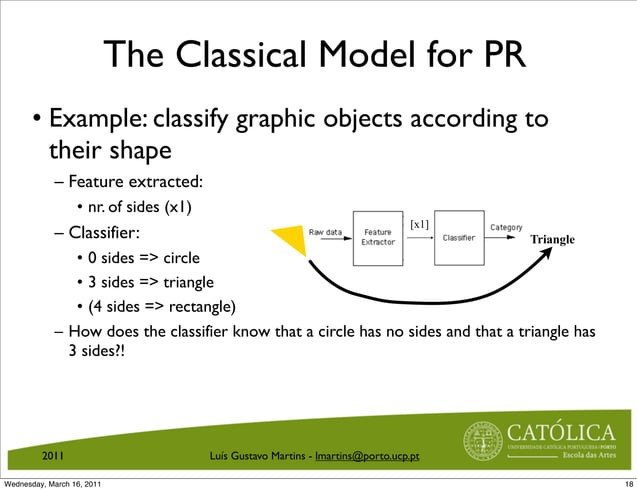 The Classical Model for PR
• Example: classify graphic objects according to
their shape
– Feature extracted:
• nr. of sides (x1)
– Classifier:
• 0 sides => circle
• 3 sides => triangle
• (4 sides => rectangle)
Raw data
Feature
Extractor
[x1]
Classifier
Category
Triangle
– How does the classifier know that a circle has no sides and that a triangle has
3 sides?!
2011
Luís Gustavo Martins - lmartins@porto.ucp.pt
CATÓLICA
UNIVERSIDADE CATÓLICA PORTUGUESA | PORTO
Escola das Artes
Wednesday, March 16, 2011
18